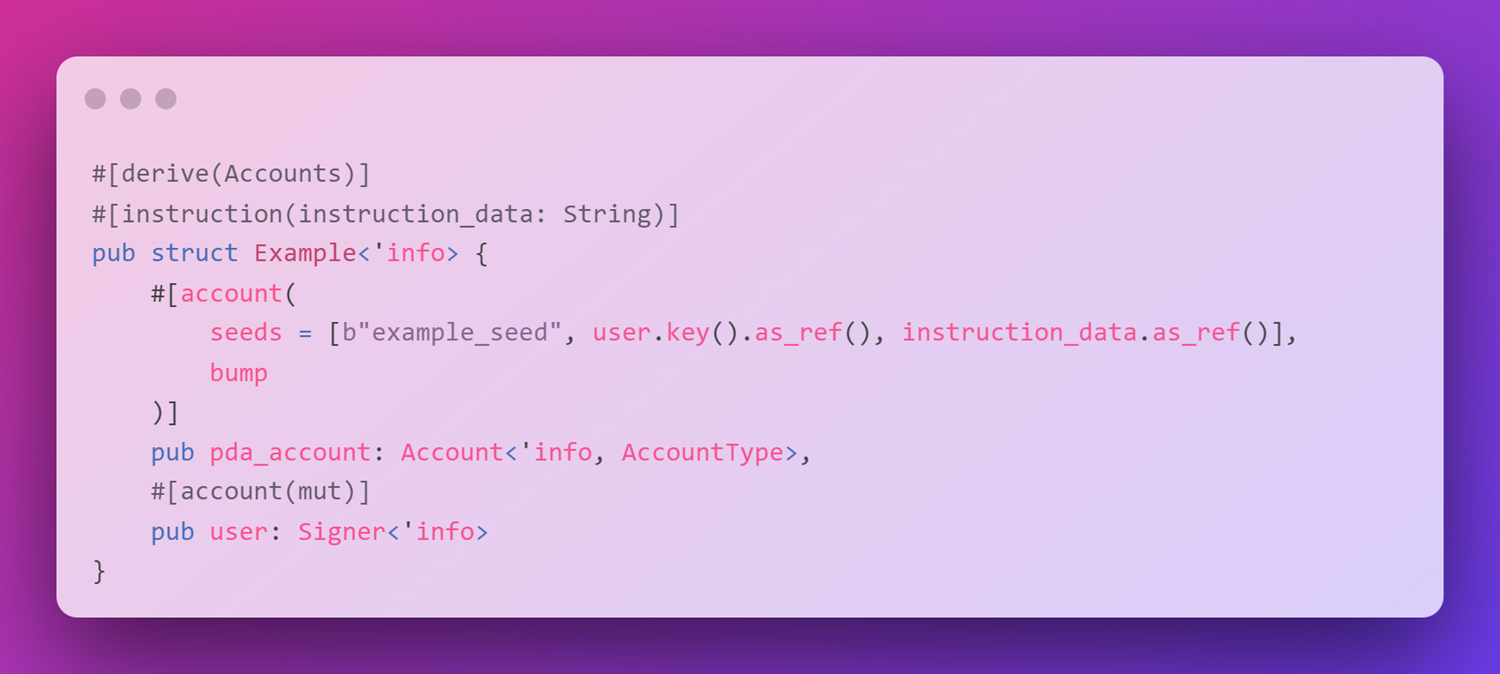 #[derive(Accounts)]
#[instruction(instruction_data: String)]
pub struct Example<'info> {
    #[account(
        seeds = [b"example_seed", user.key().as_ref(), instruction_data.as_ref()],
        bump
    )]
    pub pda_account: Account<'info, AccountType>,
    #[account(mut)]
    pub user: Signer<'info>
}